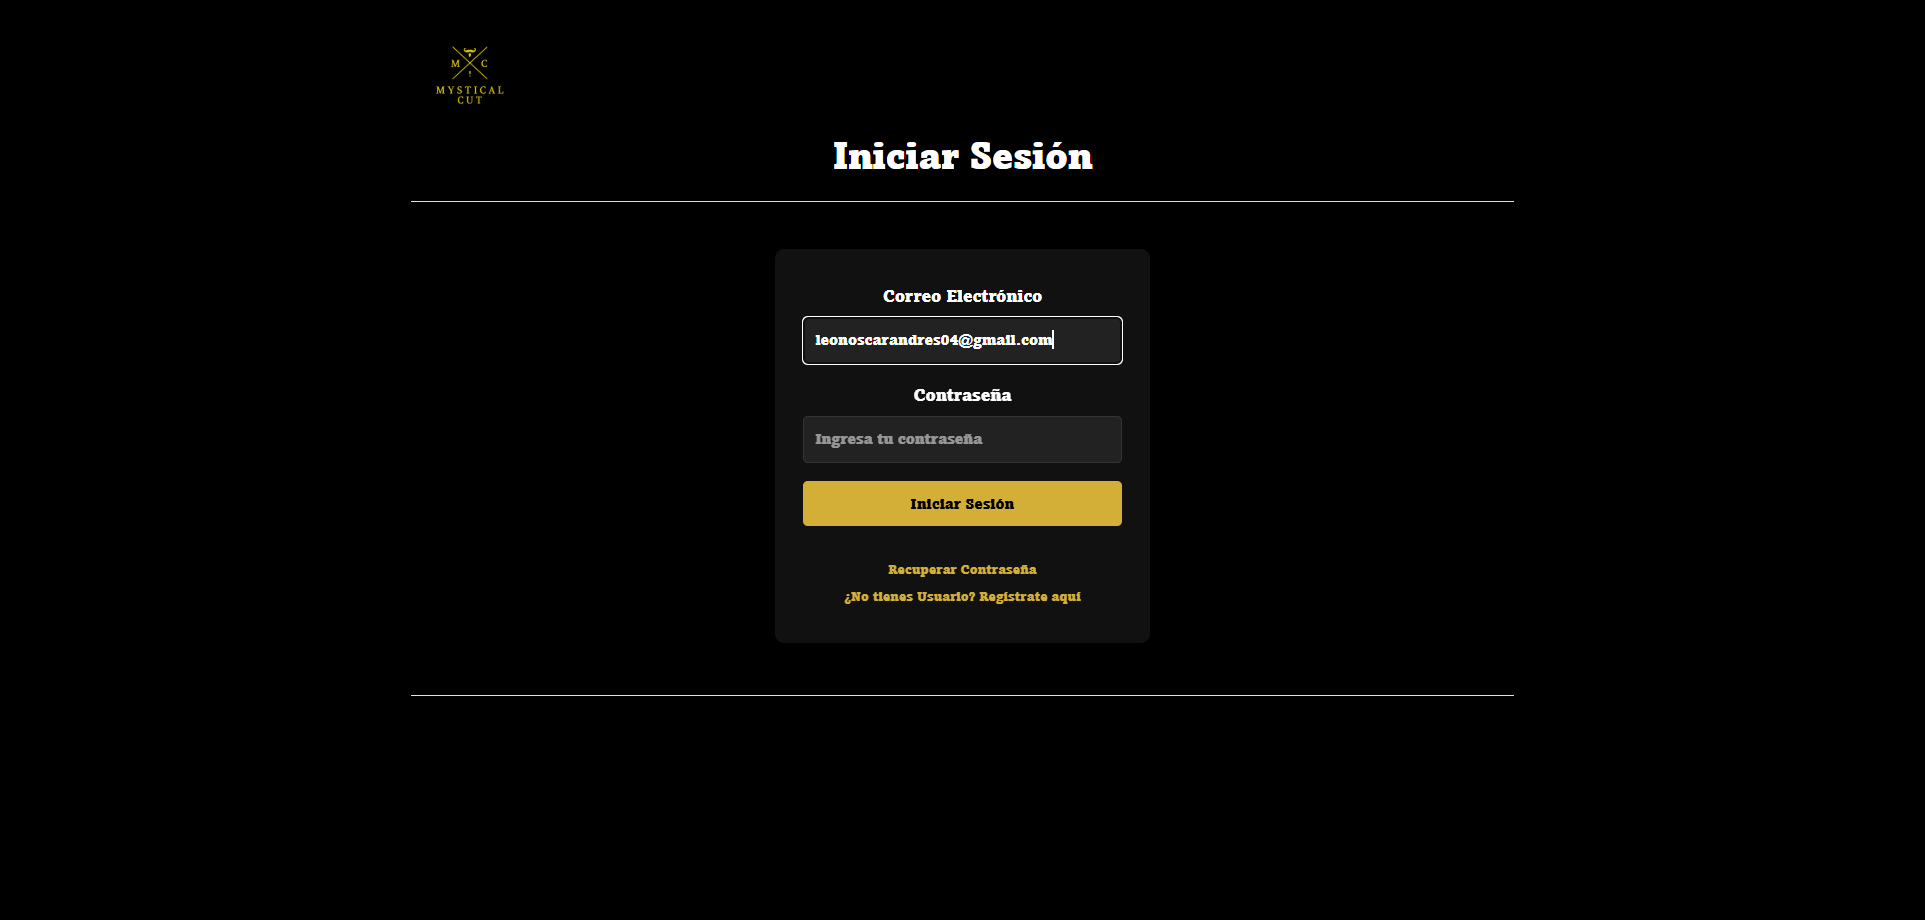 M C
MYSTICAL
CUT
Iniciar Sesión
Correo Electrónico
leonoscarandres04@gmail.com
Contraseña
Ingresa tu contraseña
Iniciar Sesión
Recuperar Contraseña
¿No tienes Usuario? Regístrate aquí